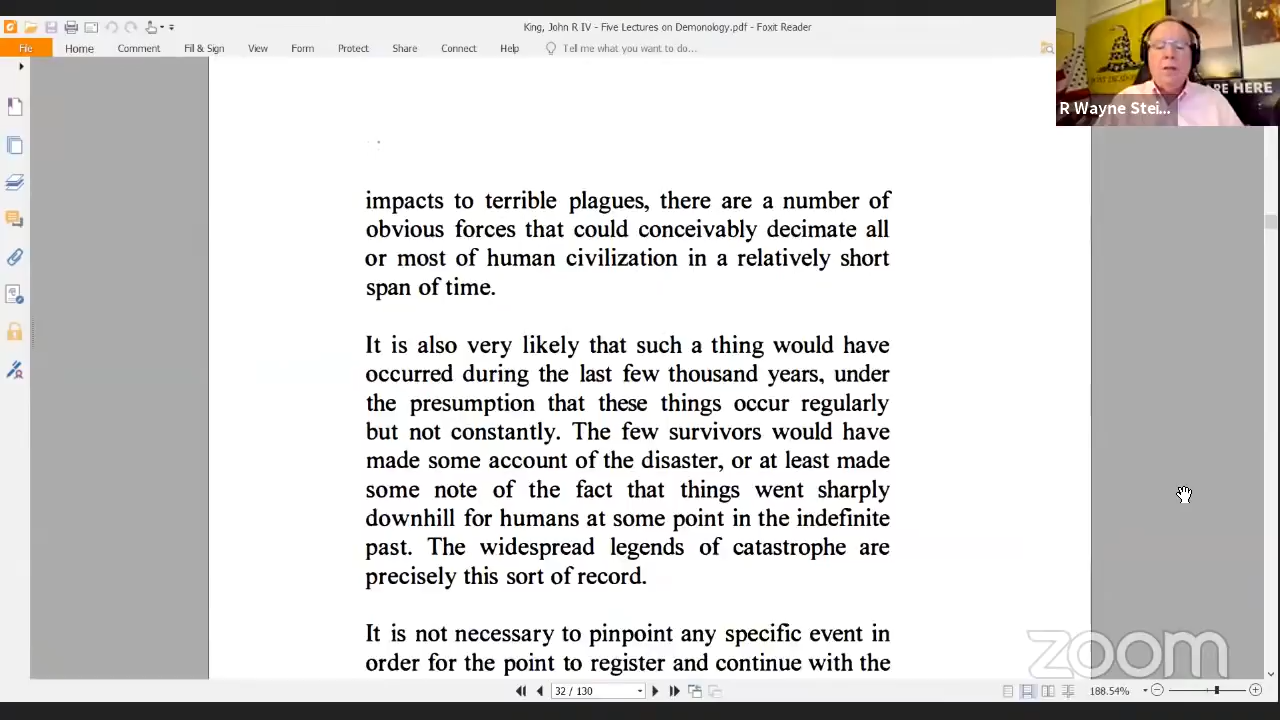 King, John R IV - Five Lectures on Demonology.pdf - Foxit Reader
File Home Comment Fill & Sign View Form Protect Share Connect Help Tell me what you want to do...
ARE HERE
R Wayne Stei...
impacts to terrible plagues, there are a number of
obvious forces that could conceivably decimate all
or most of human civilization in a relatively short
span of time.
It is also very likely that such a thing would have
occurred during the last few thousand years, under
the presumption that these things occur regularly
but not constantly. The few survivors would have
made some account of the disaster, or at least made
some note of the fact that things went sharply
downhill for humans at some point in the indefinite
past. The widespread legends of catastrophe are
precisely this sort of record.
It is not necessary to pinpoint any specific event in
order for the point to register and continue with the
zoom
32 / 130
188.54%